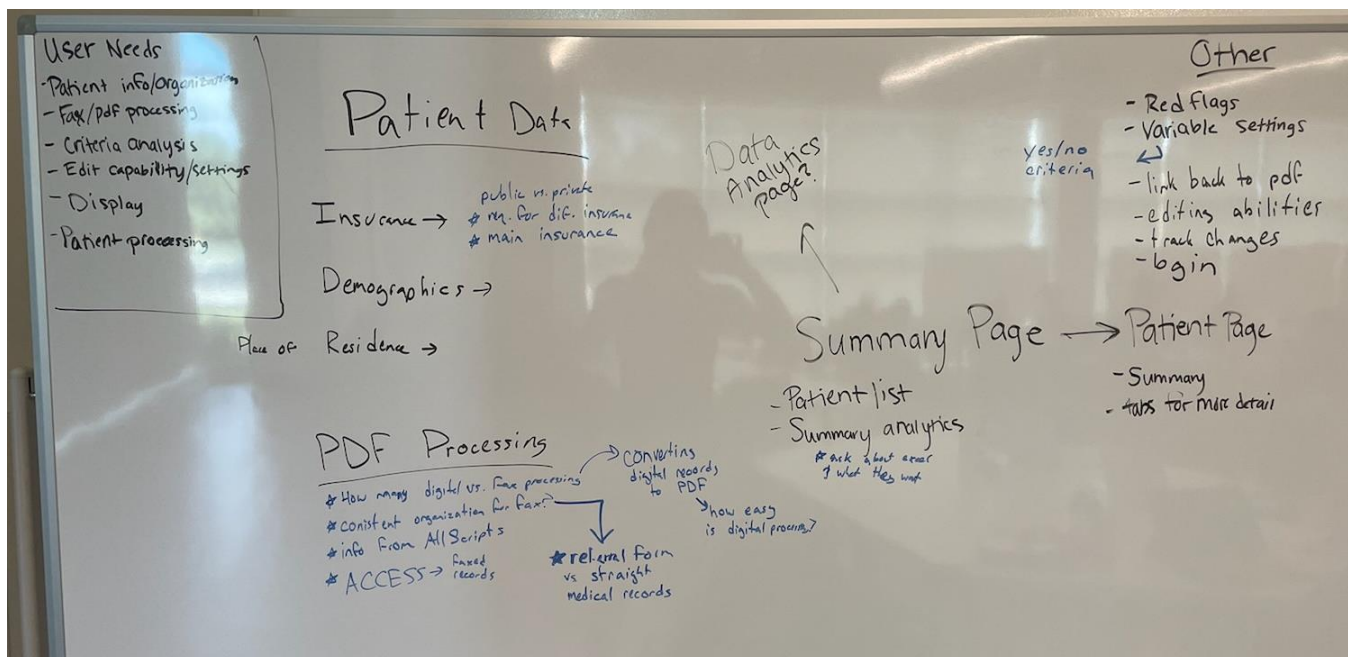 User Needs
- Patient info/organization
- Fax/pdf processing
- Criteria analysis
- Edit capability/settings
- Display
- Patient proccessing
Patient Data
Insurance →
public vs. private
* req. for dif. insurance
* main insurance
Demographics →
Place of Residence →
PDF Processing
* How many digital vs. Fax processing
* conistent organization for fax?
* info from AllScripts
* ACCESS → faxed
records
converting
digital records
to PDF
how easy
is digital process?
* referral form
vs straight
medical records
Data
Analytics
page?
Summary Page → Patient Page
- Patient list
- Summary analytics
* ask about
what they want
- Summary
- tabs for more detail
Other
- Red flags
- Variable settings
yes/no
criteria
- link back to pdf
- editing abilities
- track changes
- login